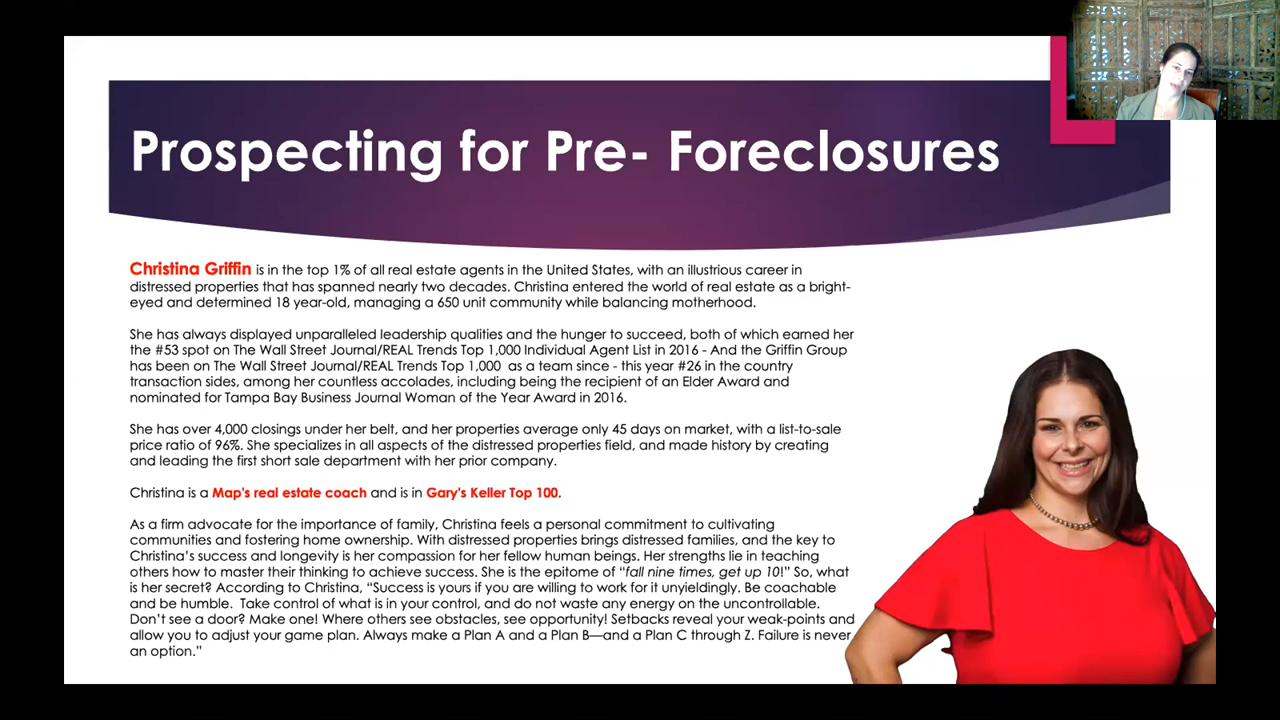 Prospecting for Pre- Foreclosures
Christina Griffin is in the top 1% of all real estate agents in the United States, with an illustrious career in
distressed properties that has spanned nearly two decades. Christina entered the world of real estate as a bright-
eyed and determined 18 year-old, managing a 650 unit community while balancing motherhood.
She has always displayed unparalleled leadership qualities and the hunger to succeed, both of which earned her
the #53 spot on The Wall Street Journal/REAL Trends Top 1,000 Individual Agent List in 2016 - And the Griffin Group
has been on The Wall Street Journal/REAL Trends Top 1,000  as a team since - this year #26 in the country
transaction sides, among her countless accolades, including being the recipient of an Elder Award and
nominated for Tampa Bay Business Journal Woman of the Year Award in 2016.
She has over 4,000 closings under her belt, and her properties average only 45 days on market, with a list-to-sale
price ratio of 96%. She specializes in all aspects of the distressed properties field, and made history by creating
and leading the first short sale department with her prior company.
Christina is a Map's real estate coach and is in Gary's Keller Top 100.
As a firm advocate for the importance of family, Christina feels a personal commitment to cultivating
communities and fostering home ownership. With distressed properties brings distressed families, and the key to
Christina’s success and longevity is her compassion for her fellow human beings. Her strengths lie in teaching
others how to master their thinking to achieve success. She is the epitome of “fall nine times, get up 10!” So, what
is her secret? According to Christina, “Success is yours if you are willing to work for it unyieldingly. Be coachable
and be humble.  Take control of what is in your control, and do not waste any energy on the uncontrollable.
Don’t see a door? Make one! Where others see obstacles, see opportunity! Setbacks reveal your weak-points and
allow you to adjust your game plan. Always make a Plan A and a Plan B—and a Plan C through Z. Failure is never
an option.”